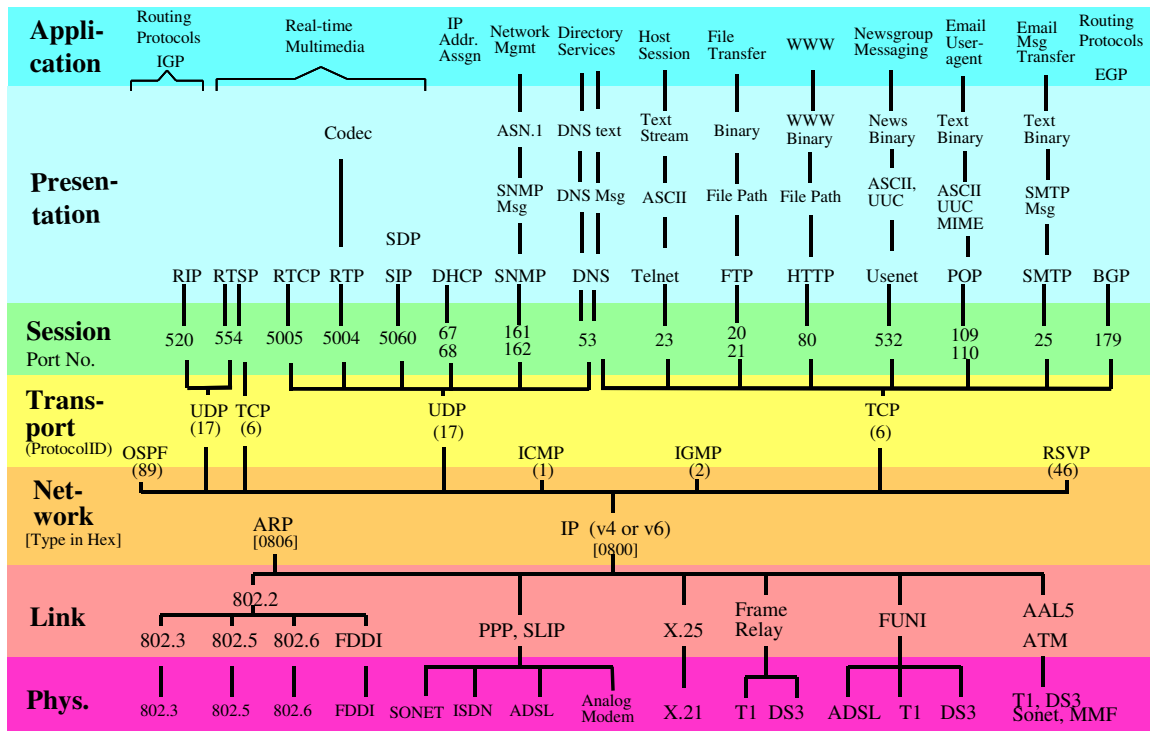 Appli-
cation
Routing
Protocols
IGP
Real-time
Multimedia
IP
Addr.
Assgn
Network
Mgmt
Directory
Services
Host
Session
File
Transfer
WWW
Newsgroup
Messaging
Email
User-
agent
Email
Msg
Transfer
Routing
Protocols
EGP
Presen-
tation
Codec
ASN.1
DNS text
Text
Stream
Binary
WWW
Binary
News
Binary
Text
Binary
Text
Binary
SNMP
Msg
DNS Msg
ASCII
File Path
File Path
ASCII,
UUC
ASCII
UUC
MIME
SMTP
Msg
SDP
RIP RTSP RTCP RTP SIP DHCP SNMP DNS Telnet FTP HTTP Usenet POP SMTP BGP
Session
Port No.
520
554
5005
5004
5060
67
68
161
162
53
23
20
21
80
532
109
110
25
179
Trans-
port
(ProtocolID)
UDP
(17)
TCP
(6)
UDP
(17)
TCP
(6)
OSPF
(89)
ICMP
(1)
IGMP
(2)
RSVP
(46)
Net-
work
[Type in Hex]
ARP
[0806]
IP (v4 or v6)
[0800]
Link
802.2
802.3 802.5 802.6 FDDI
PPP, SLIP
X.25
Frame
Relay
FUNI
AAL5
ATM
Phys.
802.3 802.5 802.6 FDDI
SONET ISDN ADSL
Analog
Modem
X.21
T1 DS3
ADSL T1 DS3
T1, DS3
Sonet, MMF